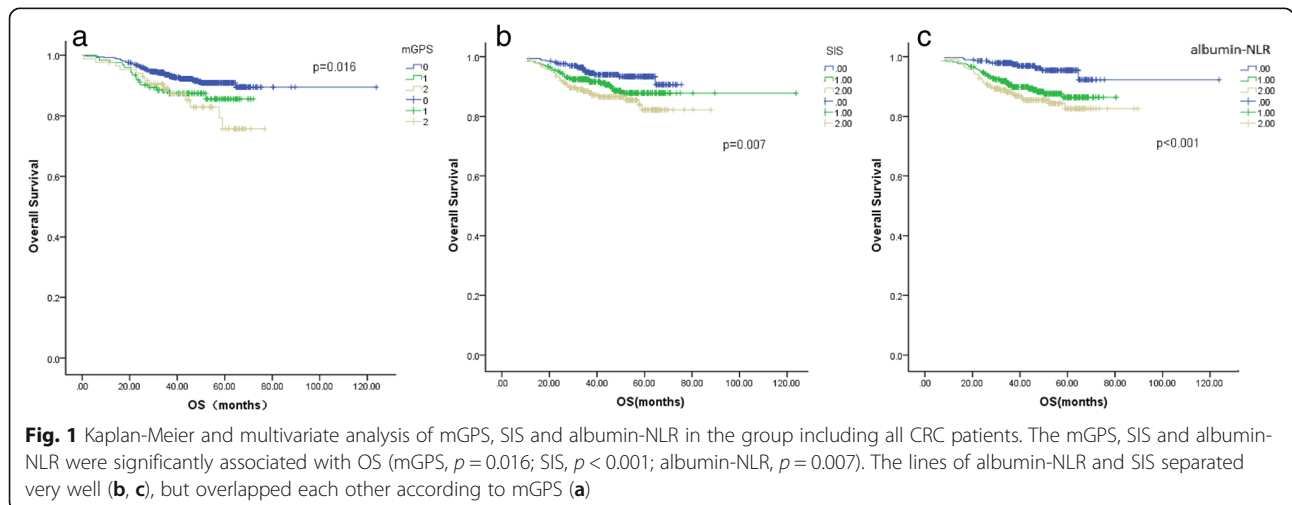 a
mGPS
0
1
2
0
1
2
p=0.016
1.0
0.8
0.6
0.4
0.2
0.0
Overall Survival
.00 20.00 40.00 60.00 80.00 100.00 120.00
OS (months)
b
SIS
.00
1.00
2.00
.00
1.00
2.00
p=0.007
1.0
0.8
0.6
0.4
0.2
0.0
Overall Survival
.00 20.00 40.00 60.00 80.00 100.00 120.00
OS(months)
c
albumin-NLR
.00
1.00
2.00
.00
1.00
2.00
p<0.001
1.0
0.8
0.6
0.4
0.2
0.0
Overall Survival
.00 20.00 40.00 60.00 80.00 100.00 120.00
OS(months)
Fig. 1 Kaplan-Meier and multivariate analysis of mGPS, SIS and albumin-NLR in the group including all CRC patients. The mGPS, SIS and albumin-
NLR were significantly associated with OS (mGPS, p = 0.016; SIS, p < 0.001; albumin-NLR, p = 0.007). The lines of albumin-NLR and SIS separated
very well (b, c), but overlapped each other according to mGPS (a)